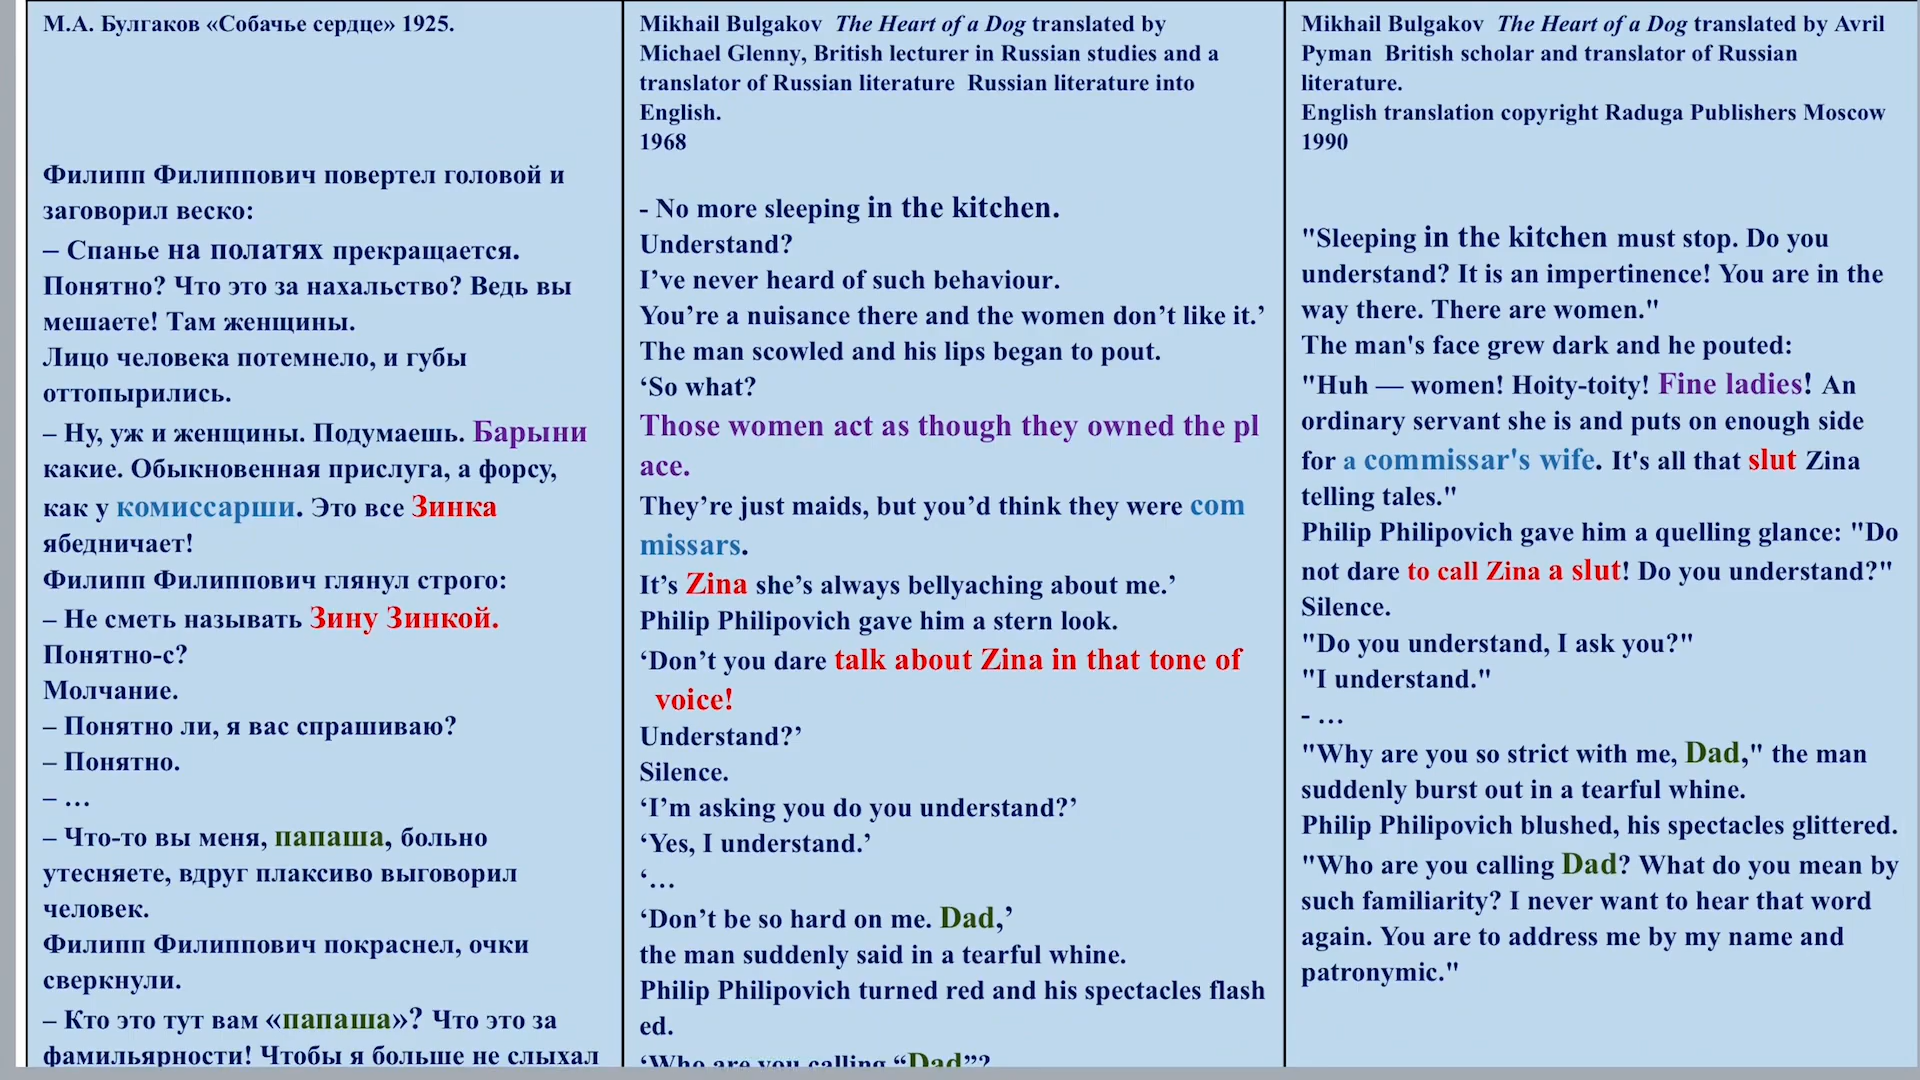 М.А. Булгаков «Собачье сердце» 1925.
Филипп Филиппович повертел головой и
заговорил веско:
– Спанье на полатях прекращается.
Понятно? Что это за нахальство? Ведь вы
мешаете! Там женщины.
Лицо человека потемнело, и губы
оттопырились.
– Ну, уж и женщины. Подумаешь. Барыни
какие. Обыкновенная прислуга, а форсу,
как у комиссарши. Это все Зинка
ябедничает!
Филипп Филиппович глянул строго:
– Не сметь называть Зину Зинкой.
Понятно-с?
Молчание.
– Понятно ли, я вас спрашиваю?
– Понятно.
– …
– Что-то вы меня, папаша, больно
утесняете, вдруг плаксиво выговорил
человек.
Филипп Филиппович покраснел, очки
сверкнули.
– Кто это тут вам «папаша»? Что это за
фамильярности! Чтобы я больше не слыхал
Mikhail Bulgakov The Heart of a Dog translated by
Michael Glenny, British lecturer in Russian studies and a
translator of Russian literature Russian literature into
English.
1968
- No more sleeping in the kitchen.
Understand?
I’ve never heard of such behaviour.
You’re a nuisance there and the women don’t like it.’
The man scowled and his lips began to pout.
‘So what?
Those women act as though they owned the pl
ace.
They’re just maids, but you’d think they were com
missars.
It’s Zina she’s always bellyaching about me.’
Philip Philipovich gave him a stern look.
‘Don’t you dare talk about Zina in that tone of
voice!
Understand?’
Silence.
‘I’m asking you do you understand?’
‘Yes, I understand.’
‘…
‘Don’t be so hard on me. Dad,’
the man suddenly said in a tearful whine.
Philip Philipovich turned red and his spectacles flash
ed.
‘Who are you calling “Dad”?
Mikhail Bulgakov The Heart of a Dog translated by Avril
Pyman British scholar and translator of Russian
literature.
English translation copyright Raduga Publishers Moscow
1990
"Sleeping in the kitchen must stop. Do you
understand? It is an impertinence! You are in the
way there. There are women."
The man's face grew dark and he pouted:
"Huh — women! Hoity-toity! Fine ladies! An
ordinary servant she is and puts on enough side
for a commissar's wife. It's all that slut Zina
telling tales."
Philip Philipovich gave him a quelling glance: "Do
not dare to call Zina a slut! Do you understand?"
Silence.
"Do you understand, I ask you?"
"I understand."
- …
"Why are you so strict with me, Dad," the man
suddenly burst out in a tearful whine.
Philip Philipovich blushed, his spectacles glittered.
"Who are you calling Dad? What do you mean by
such familiarity? I never want to hear that word
again. You are to address me by my name and
patronymic."